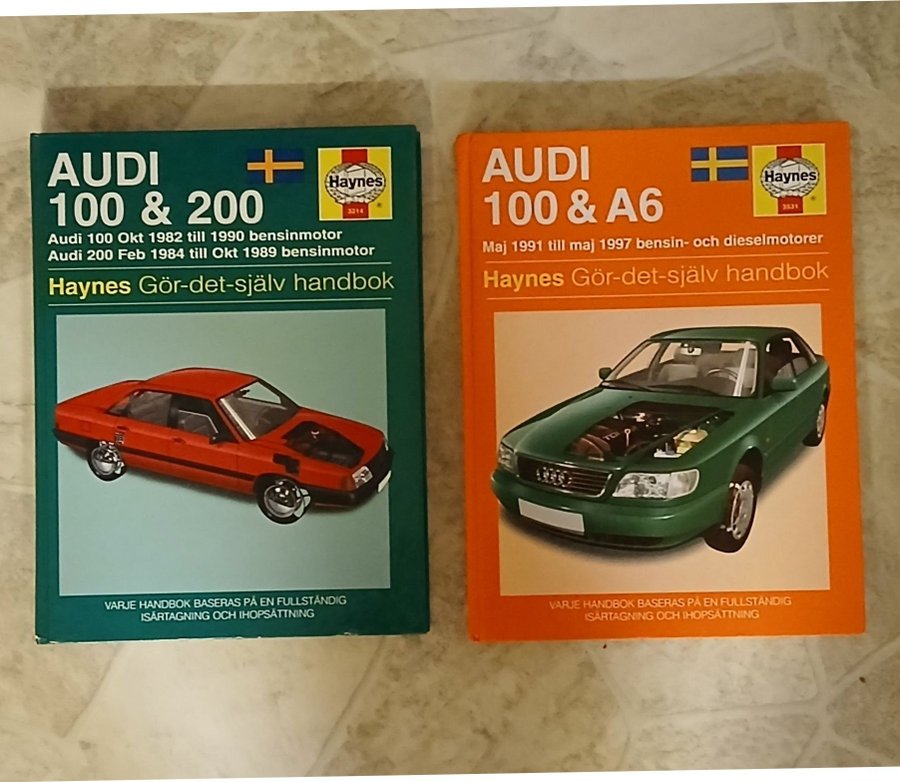 AUDI
100 & 200
Haynes
3214
Audi 100 Okt 1982 till 1990 bensinmotor
Audi 200 Feb 1984 till Okt 1989 bensinmotor
Haynes Gör-det-själv handbok
VARJE HANDBOK BASERAS PÅ EN FULLSTÄNDIG
ISÄRTAGNING OCH IHOPSÄTTNING
AUDI
100 & A6
Haynes
3531
Maj 1991 till maj 1997 bensin- och dieselmotorer
Haynes Gör-det-själv handbok
TDI
VARJE HANDBOK BASERAS PÅ EN FULLSTÄNDIG
ISÄRTAGNING OCH IHOPSÄTTNING